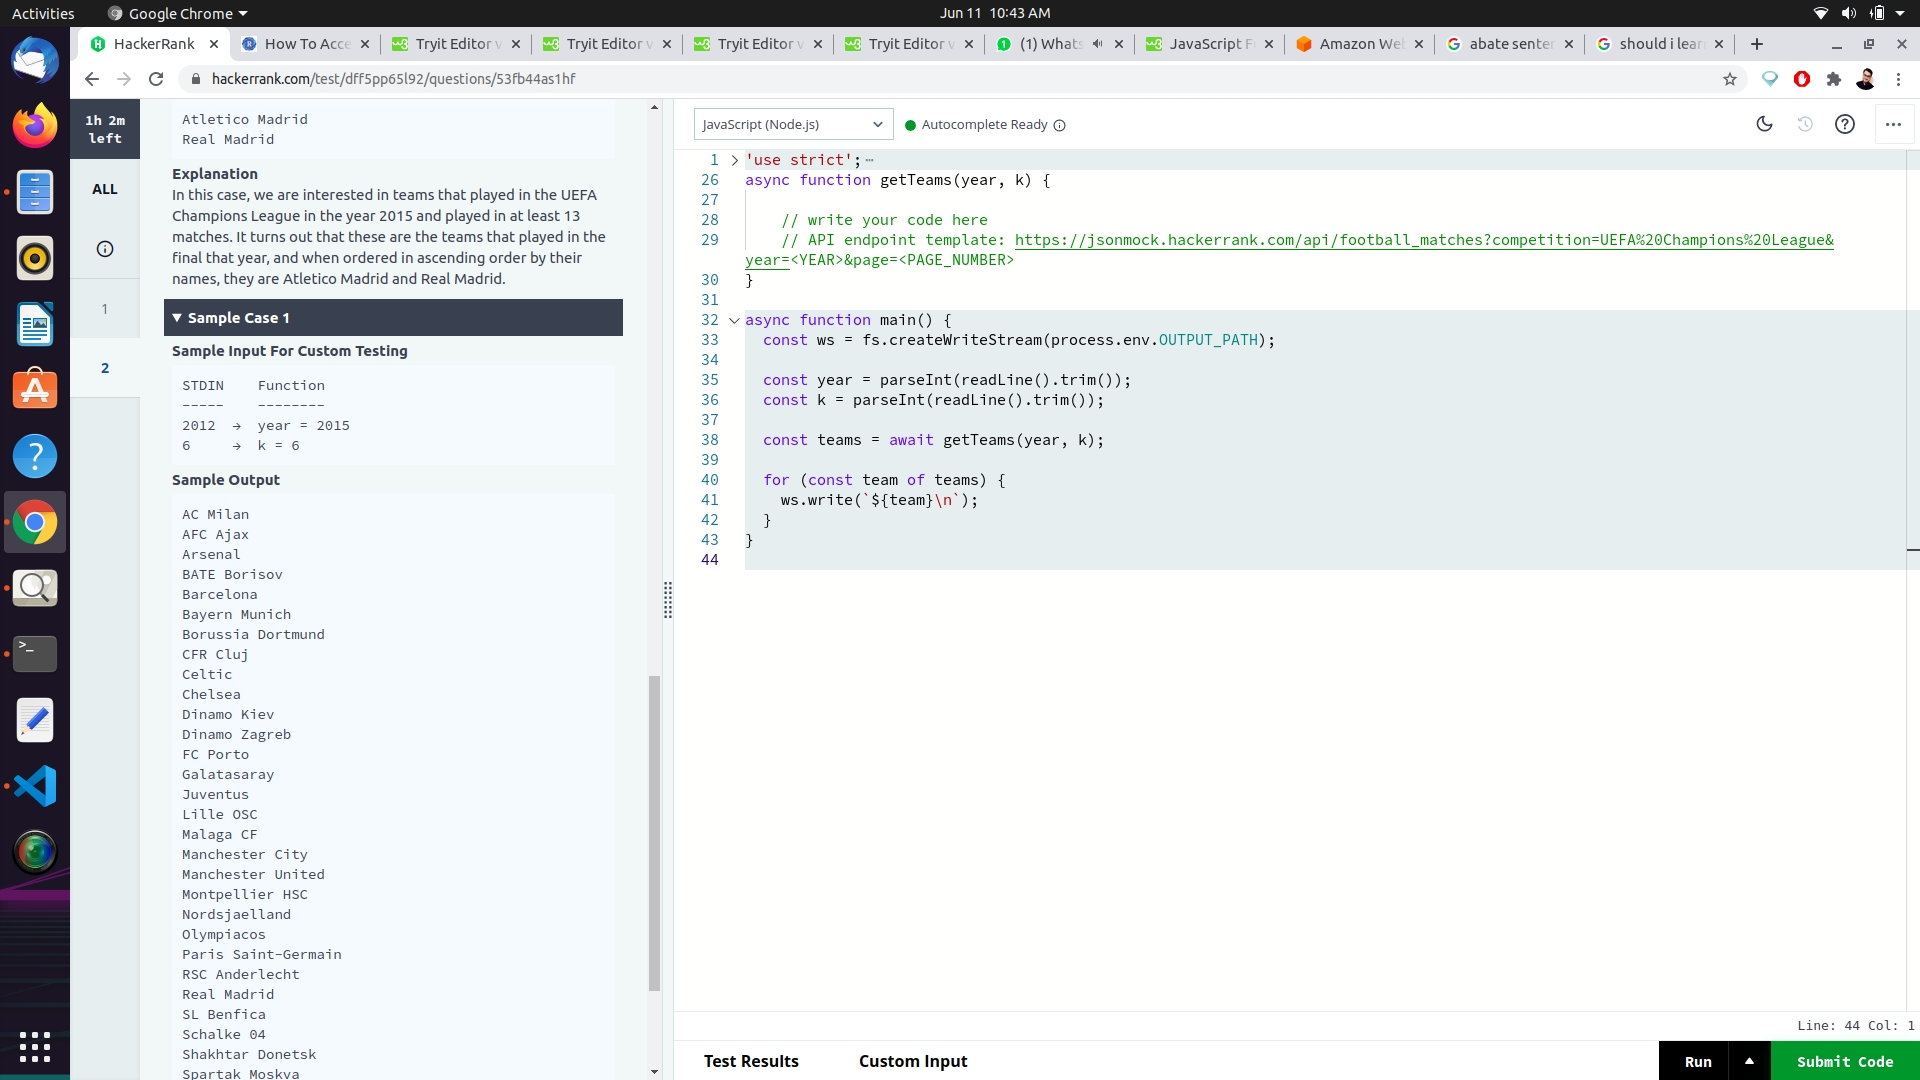 Activities
Google Chrome
Jun 11 10:43 AM
HackerRank
How To Acce
Tryit Editor v
Tryit Editor v
Tryit Editor v
Tryit Editor v
(1) Whats
JavaScript F
Amazon Web
abate senten
should i lear
hackerrank.com/test/dff5pp65l92/questions/53fb44as1hf
1h 2m
left
ALL
1
2
Atletico Madrid
Real Madrid
Explanation
In this case, we are interested in teams that played in the UEFA
Champions League in the year 2015 and played in at least 13
matches. It turns out that these are the teams that played in the
final that year, and when ordered in ascending order by their
names, they are Atletico Madrid and Real Madrid.
▼ Sample Case 1
Sample Input For Custom Testing
STDIN    Function
-----    --------
2012  →  year = 2015
6     →  k = 6
Sample Output
AC Milan
AFC Ajax
Arsenal
BATE Borisov
Barcelona
Bayern Munich
Borussia Dortmund
CFR Cluj
Celtic
Chelsea
Dinamo Kiev
Dinamo Zagreb
FC Porto
Galatasaray
Juventus
Lille OSC
Malaga CF
Manchester City
Manchester United
Montpellier HSC
Nordsjaelland
Olympiacos
Paris Saint-Germain
RSC Anderlecht
Real Madrid
SL Benfica
Schalke 04
Shakhtar Donetsk
Spartak Moskva
JavaScript (Node.js)
Autocomplete Ready
1 'use strict';
26 async function getTeams(year, k) {
27
28     // write your code here
29     // API endpoint template: https://jsonmock.hackerrank.com/api/football_matches?competition=UEFA%20Champions%20League&
year=<YEAR>&page=<PAGE_NUMBER>
30 }
31
32 async function main() {
33   const ws = fs.createWriteStream(process.env.OUTPUT_PATH);
34
35   const year = parseInt(readLine().trim());
36   const k = parseInt(readLine().trim());
37
38   const teams = await getTeams(year, k);
39
40   for (const team of teams) {
41     ws.write(`${team}\n`);
42   }
43 }
44
Line: 44 Col: 1
Test Results
Custom Input
Run
Submit Code